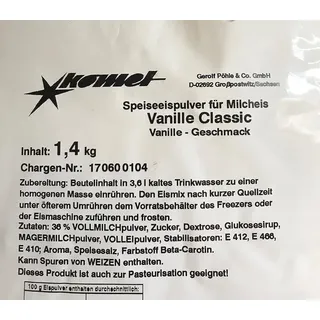 komet
Gerolf Pöhle & Co. GmbH
D-02692 Großpostwitz/Sachsen
Speiseeispulver für Milcheis
Vanille Classic
Vanille - Geschmack
Inhalt: 1,4 kg
Chargen-Nr.: 170600104
Zubereitung: Beutelinhalt in 3,6 l kaltes Trinkwasser zu einer
homogenen Masse einrühren. Den Eismix nach kurzer Quellzeit
unter öfterem Umrühren dem Vorratsbehälter des Freezers oder
der Eismaschine zuführen und frosten.
Zutaten: 36 % VOLLMILCHpulver, Zucker, Dextrose, Glukosesirup,
MAGERMILCHpulver, VOLLEIpulver, Stabilisatoren: E 412, E 466,
E 410; Aroma, Speisesalz, Farbstoff Beta-Carotin.
Kann Spuren von WEIZEN enthalten.
Dieses Produkt ist auch zur Pasteurisation geeignet!
100 g Eispulver enthalten durchschnittlich: